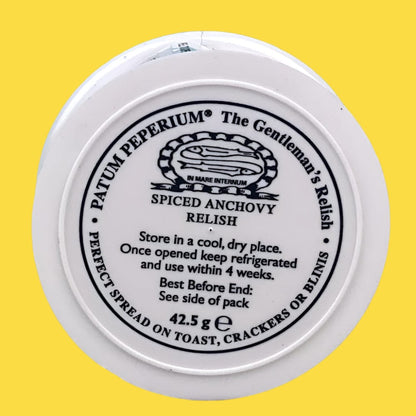 PATUM PEPERIUM® The Gentleman's Relish
IN MARE INTERNUM
SPICED ANCHOVY
RELISH
Store in a cool, dry place.
Once opened keep refrigerated
and use within 4 weeks.
Best Before End:
See side of pack
42.5 g ℮
• PERFECT SPREAD ON TOAST, CRACKERS OR BLINIS •